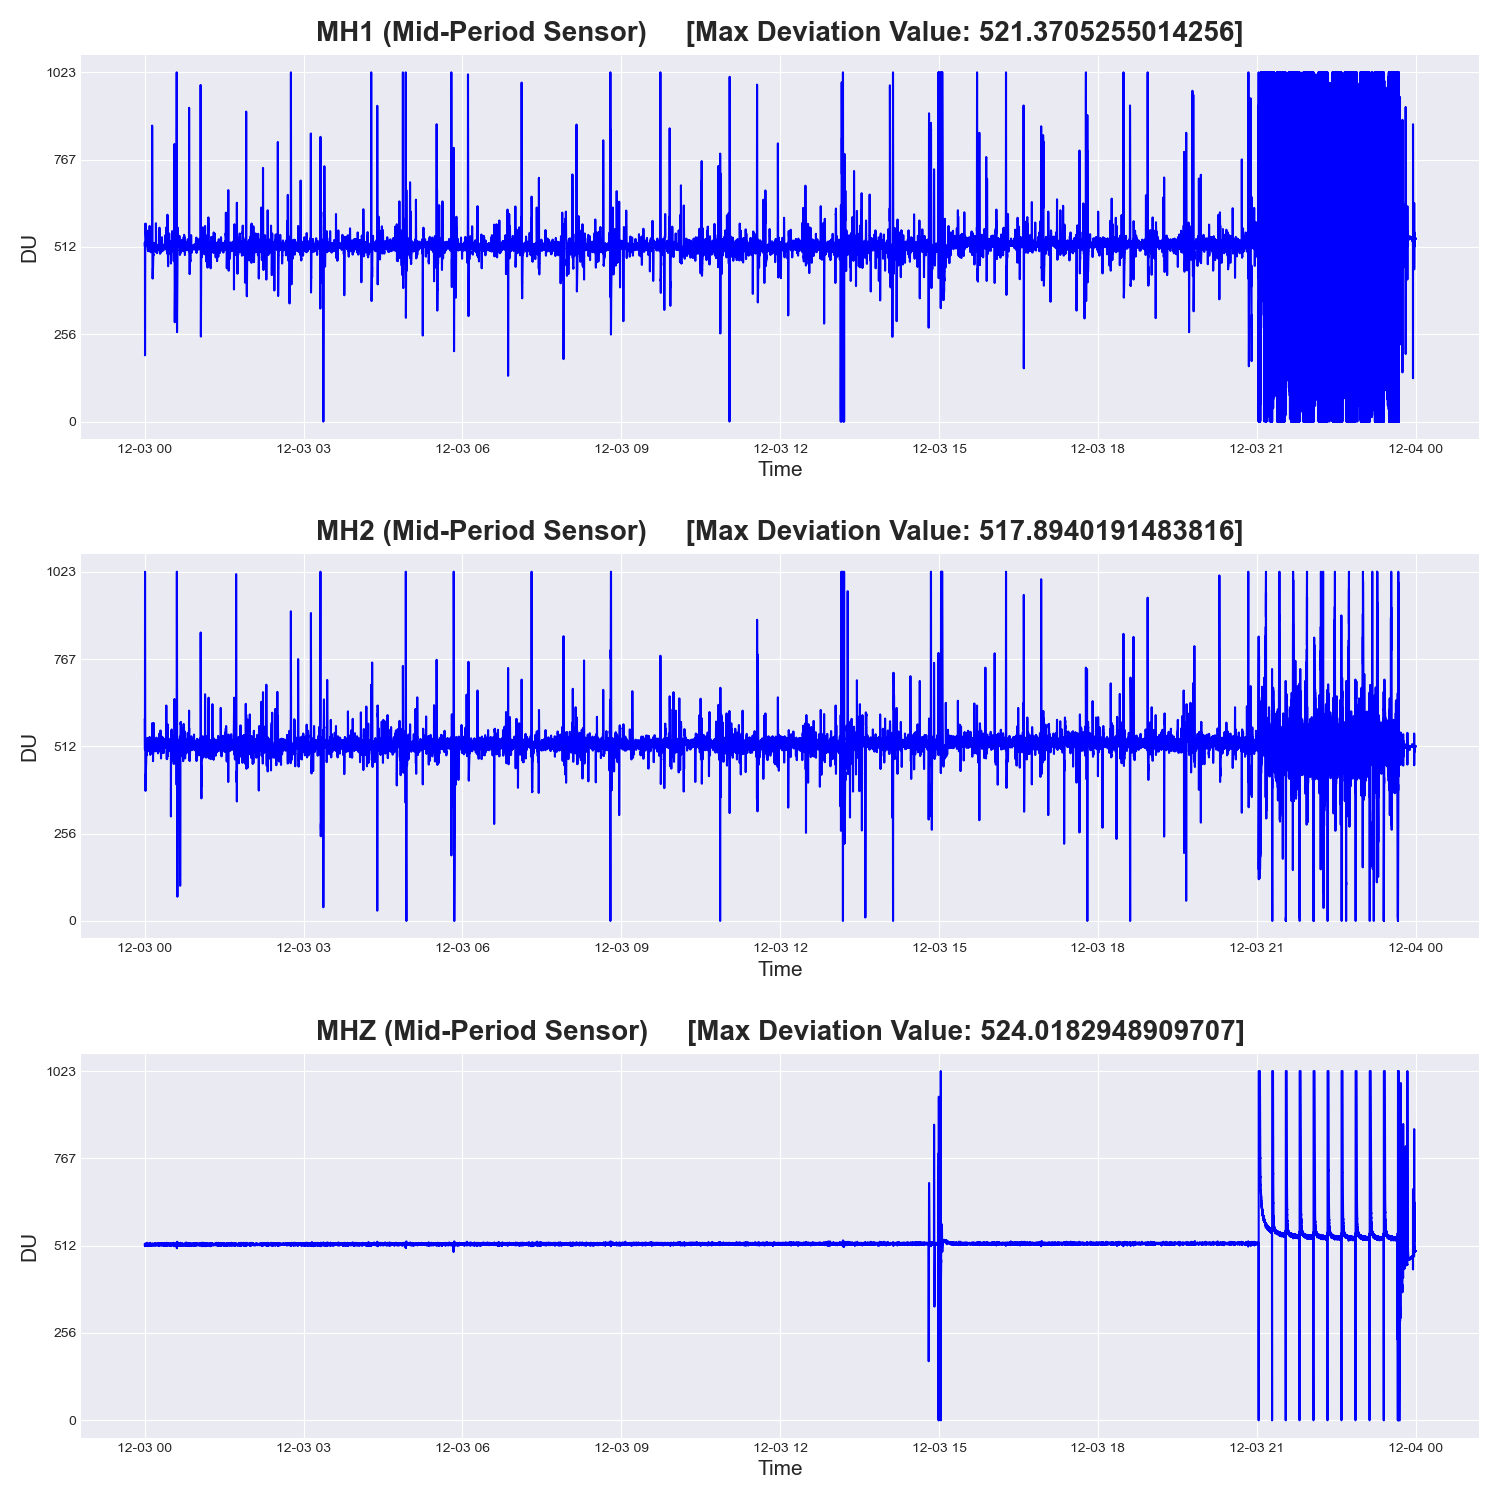 MH1 (Mid-Period Sensor) [Max Deviation Value: 521.3705255014256]
1023
767
512
256
0
DU
12-03 00 12-03 03 12-03 06 12-03 09 12-03 12 12-03 15 12-03 18 12-03 21 12-04 00
Time
MH2 (Mid-Period Sensor) [Max Deviation Value: 517.8940191483816]
1023
767
512
256
0
DU
12-03 00 12-03 03 12-03 06 12-03 09 12-03 12 12-03 15 12-03 18 12-03 21 12-04 00
Time
MHZ (Mid-Period Sensor) [Max Deviation Value: 524.0182948909707]
1023
767
512
256
0
DU
12-03 00 12-03 03 12-03 06 12-03 09 12-03 12 12-03 15 12-03 18 12-03 21 12-04 00
Time